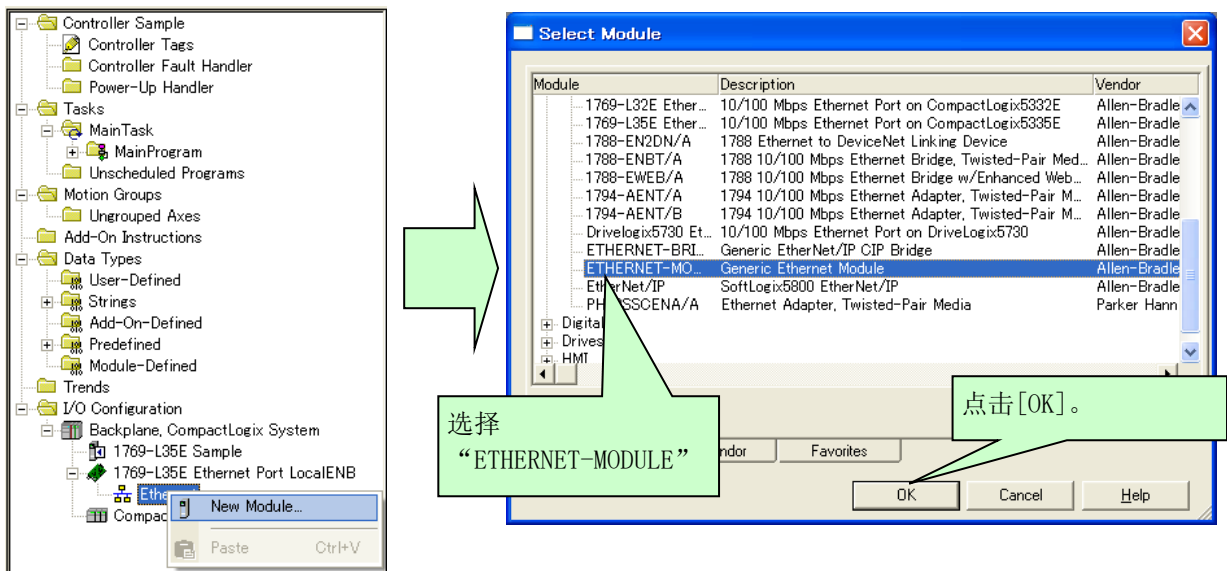 Controller Sample
Controller Tags
Controller Fault Handler
Power-Up Handler
Tasks
MainTask
MainProgram
Unscheduled Programs
Motion Groups
Ungrouped Axes
Add-On Instructions
Data Types
User-Defined
Strings
Add-On-Defined
Predefined
Module-Defined
Trends
I/O Configuration
Backplane, CompactLogix System
1769-L35E Sample
1769-L35E Ethernet Port LocalENB
New Module...
Paste Ctrl+V
Select Module
Module Description Vendor
1769-L32E Ether... 10/100 Mbps Ethernet Port on CompactLogix5332E Allen-Bradle
1769-L35E Ether... 10/100 Mbps Ethernet Port on CompactLogix5335E Allen-Bradle
1788-EN2DN/A 1788 Ethernet to DeviceNet Linking Device Allen-Bradle
1788-ENBT/A 1788 10/100 Mbps Ethernet Bridge, Twisted-Pair Med... Allen-Bradle
1788-EWEB/A 1788 10/100 Mbps Ethernet Bridge w/Enhanced Web... Allen-Bradle
1794-AENT/A 1794 10/100 Mbps Ethernet Adapter, Twisted-Pair M... Allen-Bradle
1794-AENT/B 1794 10/100 Mbps Ethernet Adapter, Twisted-Pair M... Allen-Bradle
Drivelogix5730 Et... 10/100 Mbps Ethernet Port on DriveLogix5730 Allen-Bradle
ETHERNET-BRI... Generic EtherNet/IP CIP Bridge Allen-Bradle
ETHERNET-MO... Generic Ethernet Module Allen-Bradle
EtherNet/IP SoftLogix5800 EtherNet/IP Allen-Bradle
Ethernet Adapter, Twisted-Pair Media Parker Hann
Digital
Drives
HMI
选择
“ETHERNET-MODULE”
点击[OK]。
Favorites
OK Cancel Help